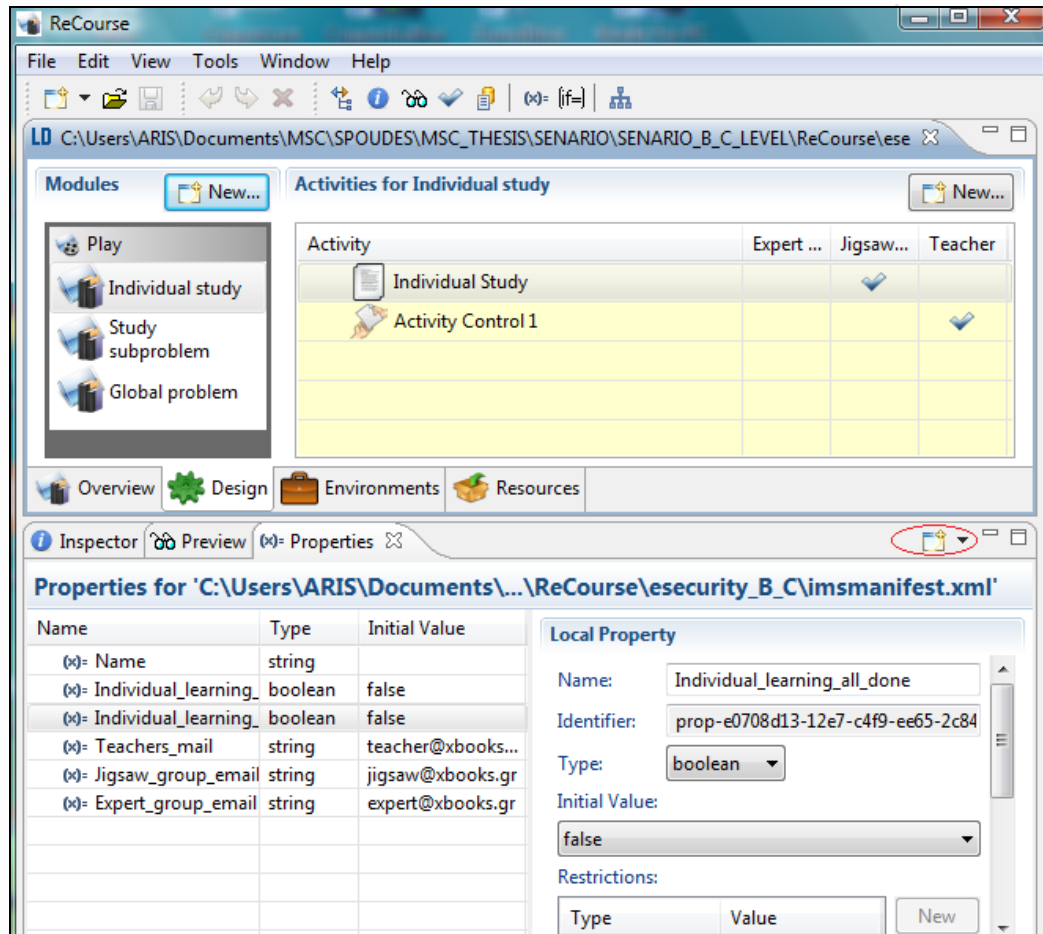 ReCourse
File Edit View Tools Window Help
(x)= [if=]
LD C:\Users\ARIS\Documents\MSC\SPOUDES\MSC_THESIS\SENARIO\SENARIO_B_C_LEVEL\ReCourse\ese
Modules New... Activities for Individual study New...
Play
Individual study
Study
subproblem
Global problem
Activity Expert ... Jigsaw... Teacher
Individual Study
Activity Control 1
Overview Design Environments Resources
Inspector Preview (x)= Properties
Properties for 'C:\Users\ARIS\Documents\...\ReCourse\esecurity_B_C\imsmanifest.xml'
Name Type Initial Value
(x)= Name string
(x)= Individual_learning_ boolean false
(x)= Individual_learning_ boolean false
(x)= Teachers_mail string teacher@xbooks...
(x)= Jigsaw_group_email string jigsaw@xbooks.gr
(x)= Expert_group_email string expert@xbooks.gr
Local Property
Name: Individual_learning_all_done
Identifier: prop-e0708d13-12e7-c4f9-ee65-2c84
Type: boolean
Initial Value:
false
Restrictions:
Type Value New